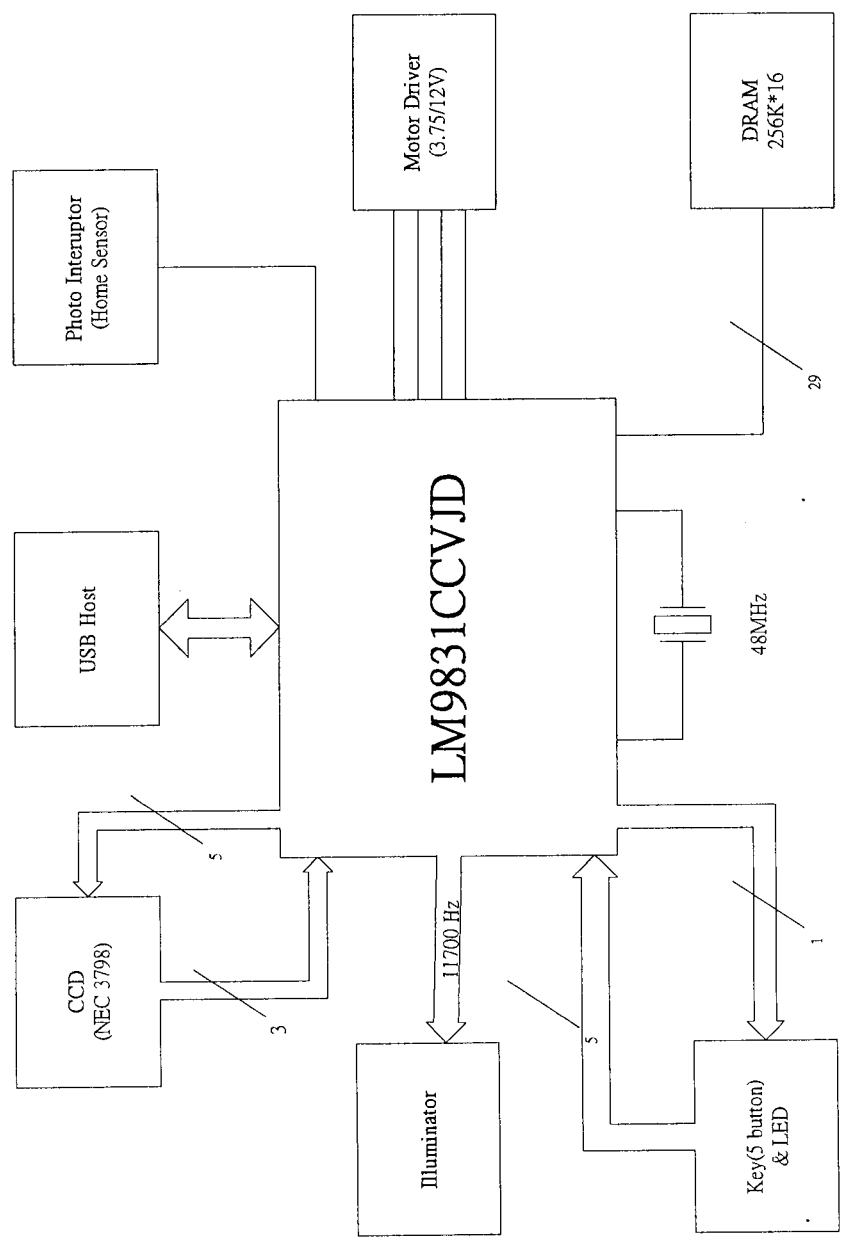 Photo Interuptor
(Home Sensor)
Motor Driver
(3.75/12V)
DRAM
256K*16
29
USB Host
LM9831CCVJD
48MHz
5
CCD
(NEC 3798)
3
11700 Hz
Illuminator
5
1
Key(5 button)
& LED